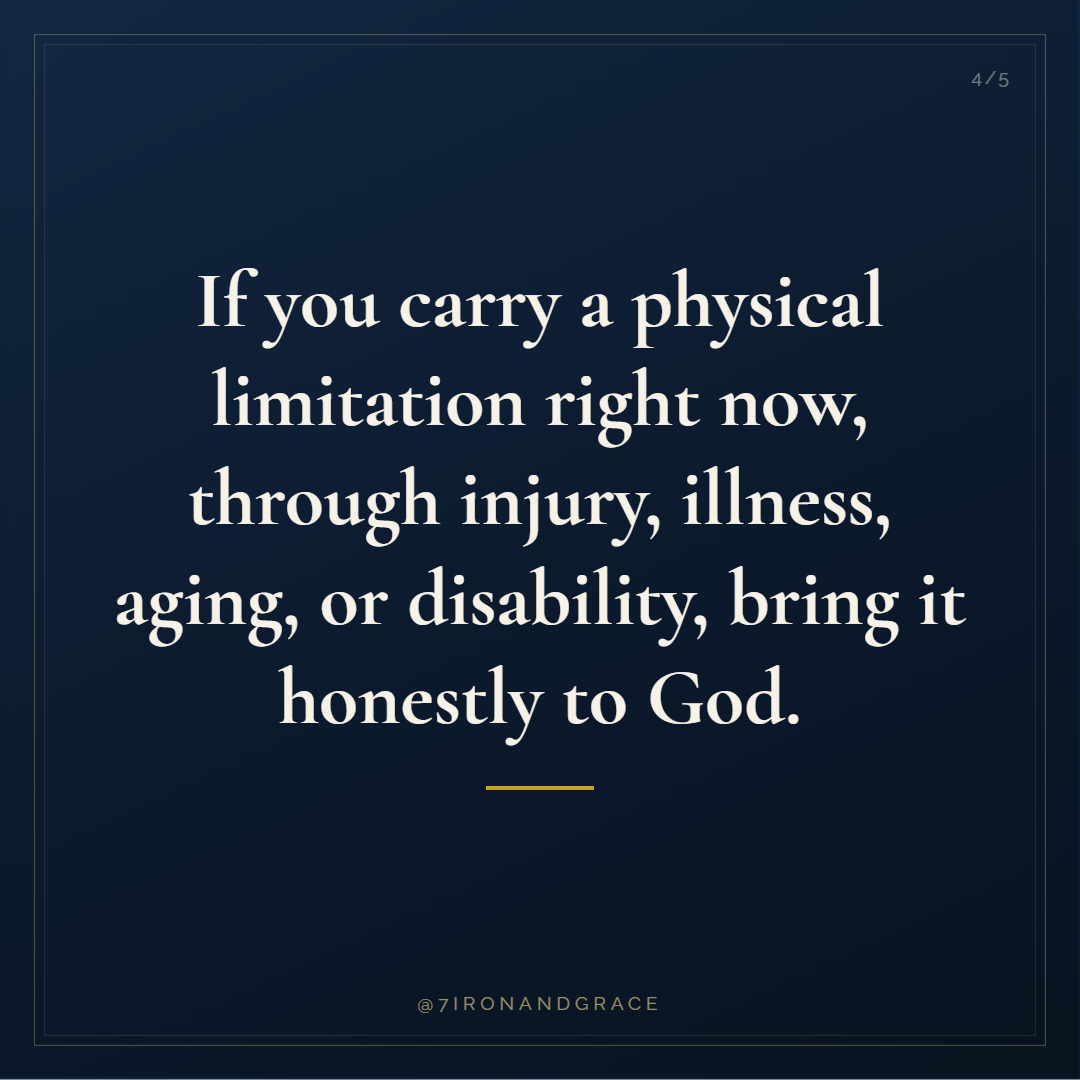 4/5
If you carry a physical
limitation right now,
through injury, illness,
aging, or disability, bring it
honestly to God.
@7IRONANDGRACE